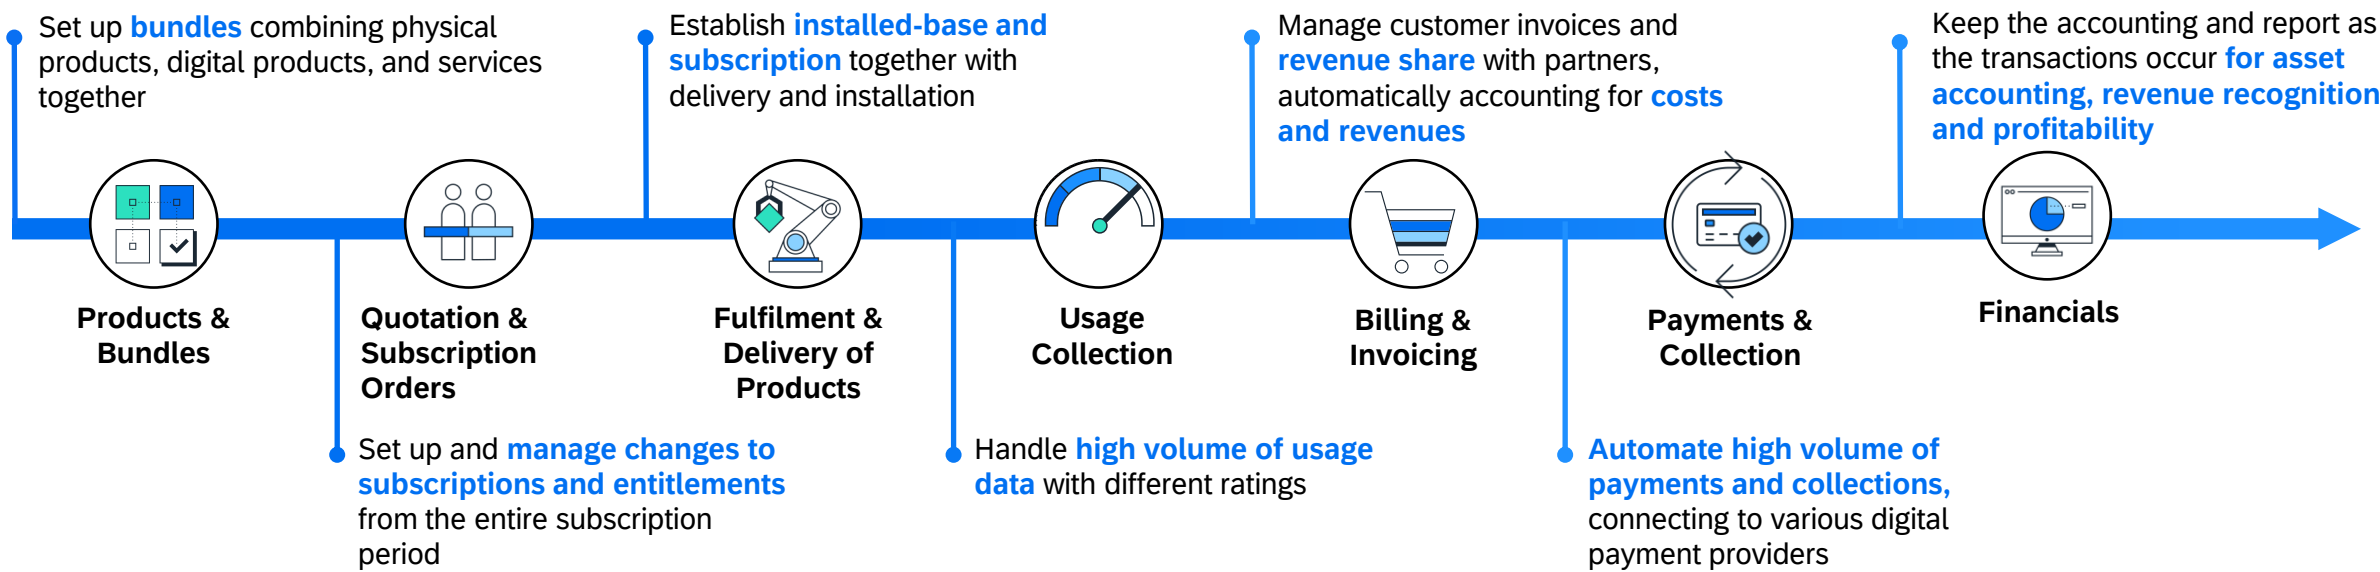 Set up bundles combining physical
products, digital products, and services
together
Establish installed-base and
subscription together with
delivery and installation
Manage customer invoices and
revenue share with partners,
automatically accounting for costs
and revenues
Keep the accounting and report as
the transactions occur for asset
accounting, revenue recognition
and profitability
Products &
Bundles
Quotation &
Subscription
Orders
Fulfilment &
Delivery of
Products
Usage
Collection
Billing &
Invoicing
Payments &
Collection
Financials
Set up and manage changes to
subscriptions and entitlements
from the entire subscription
period
Handle high volume of usage
data with different ratings
Automate high volume of
payments and collections,
connecting to various digital
payment providers